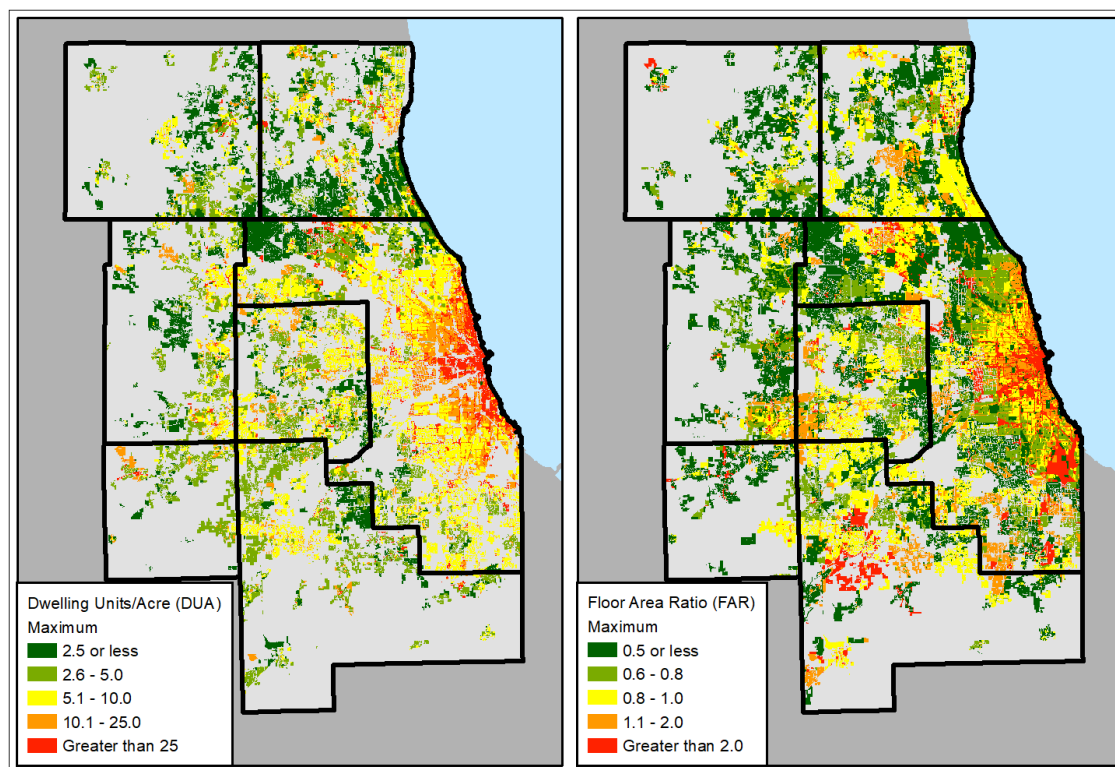 Dwelling Units/Acre (DUA)
Maximum
2.5 or less
2.6 - 5.0
5.1 - 10.0
10.1 - 25.0
Greater than 25
Floor Area Ratio (FAR)
Maximum
0.5 or less
0.6 - 0.8
0.8 - 1.0
1.1 - 2.0
Greater than 2.0